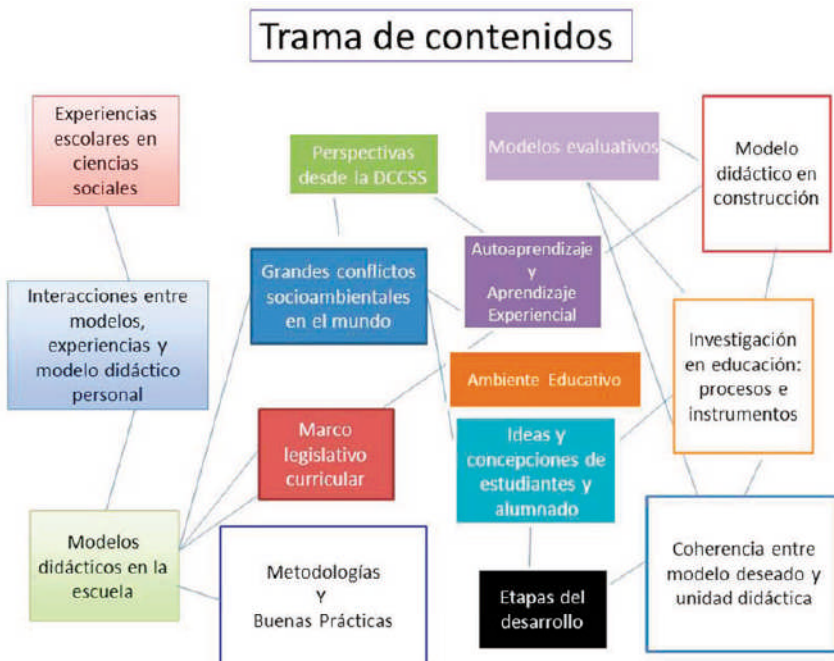 Trama de contenidos
Experiencias
escolares en
ciencias
sociales
Perspectivas
desde la DCCSS
Modelos evaluativos
Modelo
didáctico en
construcción
Interacciones entre
modelos,
experiencias y
modelo didáctico
personal
Grandes conflictos
socioambientales
en el mundo
Autoaprendizaje
y
Aprendizaje
Experiencial
Investigación
en educación:
procesos e
instrumentos
Ambiente Educativo
Marco
legislativo
curricular
Ideas y
concepciones de
estudiantes y
alumnado
Modelos
didácticos en la
escuela
Metodologías
Y
Buenas Prácticas
Etapas del
desarrollo
Coherencia entre
modelo deseado y
unidad didáctica